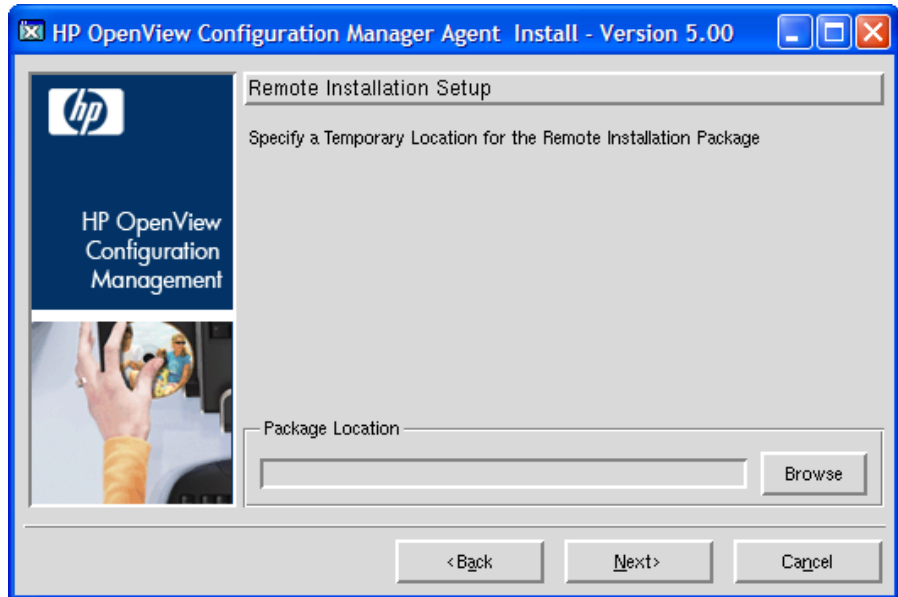 HP OpenView Configuration Manager Agent Install - Version 5.00
hp
HP OpenView
Configuration
Management
Remote Installation Setup
Specify a Temporary Location for the Remote Installation Package
Package Location
Browse
<Back
Next>
Cancel